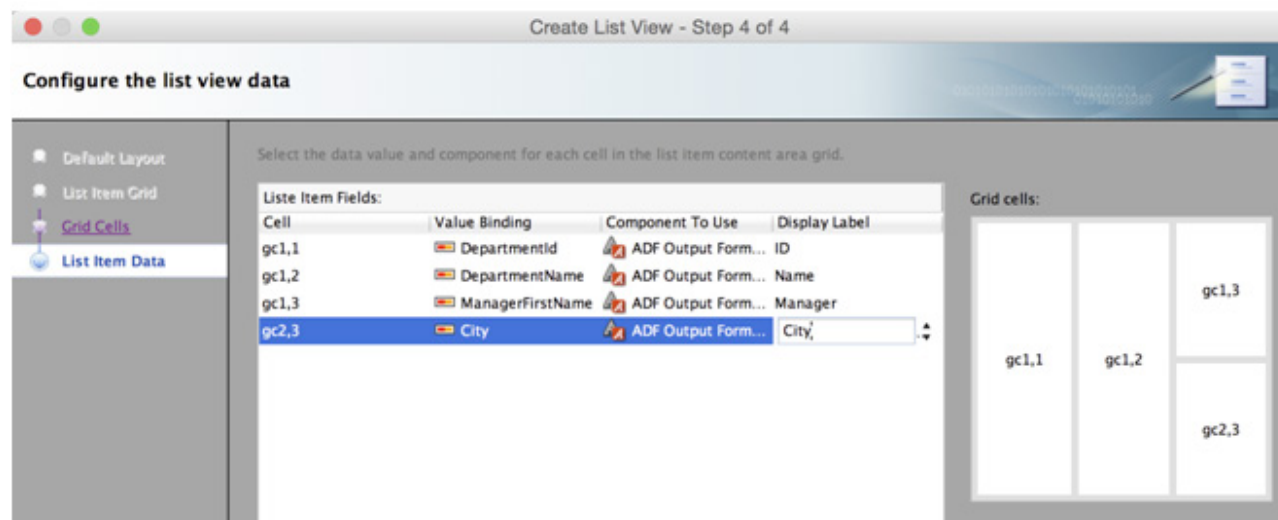 Create List View - Step 4 of 4
Configure the list view data
Default Layout
List Item Grid
Grid Cells
List Item Data
Select the data value and component for each cell in the list item content area grid.
Liste Item Fields:
Cell Value Binding Component To Use Display Label
gc1,1 DepartmentId ADF Output Form... ID
gc1,2 DepartmentName ADF Output Form... Name
gc1,3 ManagerFirstName ADF Output Form... Manager
gc2,3 City ADF Output Form... City
Grid cells:
gc1,1
gc1,2
gc1,3
gc2,3